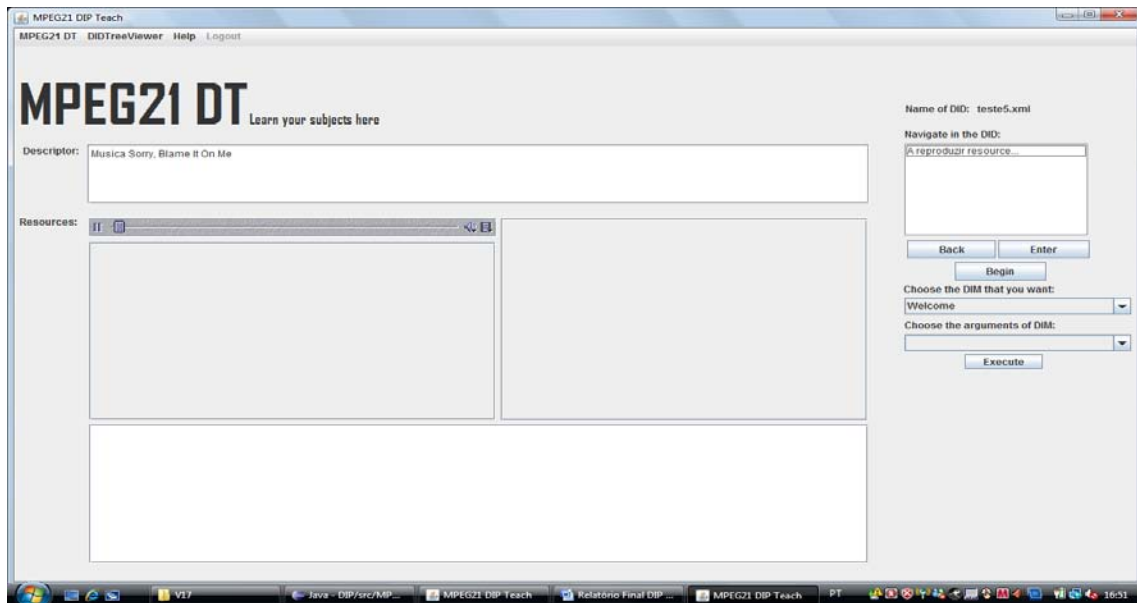 MPEG21 DIP Teach
MPEG21 DT DIDTreeViewer Help Logout
MPEG21 DT Learn your subjects here
Name of DID: teste5.xml
Navigate in the DID:
A reproduzir resource...
Descriptor: Musica Sorry, Blame It On Me
Resources:
Back Enter
Begin
Choose the DIM that you want:
Welcome
Choose the arguments of DIM:
Execute
V17 Java - DIP/src/MP... MPEG21 DIP Teach Relatório Final DIP ... MPEG21 DIP Teach PT 16:51